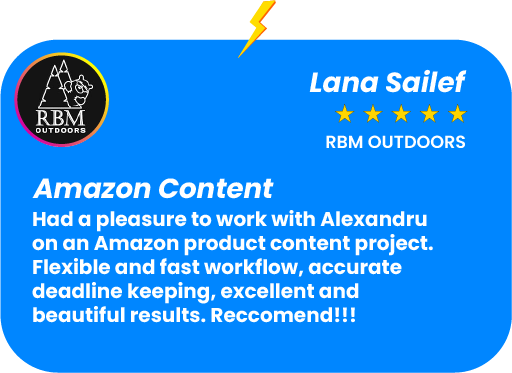 Lana Sailef
RBM OUTDOORS
RBM
OUTDOORS
Amazon Content
Had a pleasure to work with Alexandru
on an Amazon product content project.
Flexible and fast workflow, accurate
deadline keeping, excellent and
beautiful results. Reccomend!!!